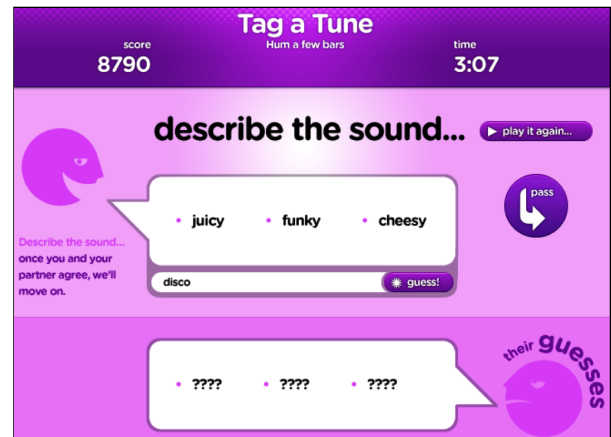 Tag a Tune
Hum a few bars
score
8790
time
3:07
describe the sound...
play it again...
pass
• juicy • funky • cheesy
Describe the sound...
once you and your
partner agree, we'll
move on.
disco
guess!
their guesses
• ???? • ???? • ????